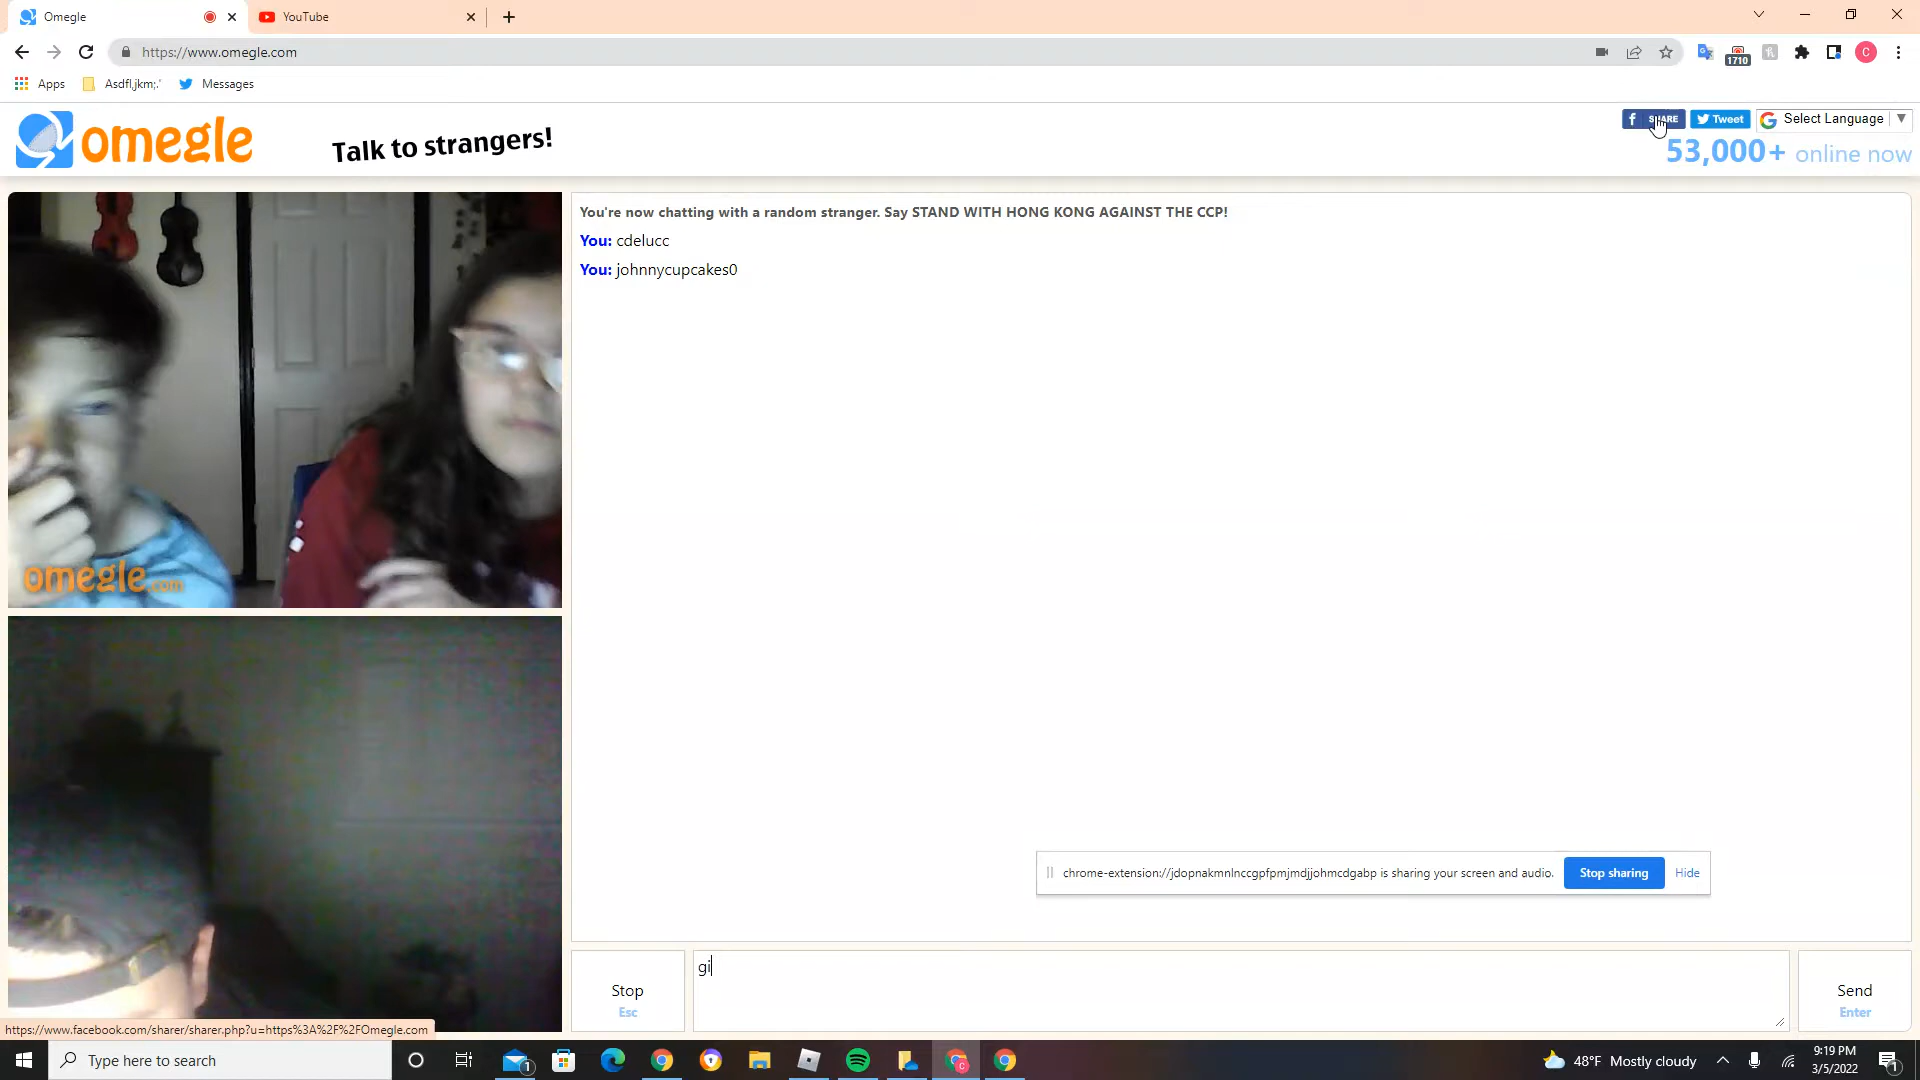 Omegle
YouTube
https://www.omegle.com
1710
C
Apps
Asdfl,jkm;.'
Messages
omegle
Talk to strangers!
f SHARE
Tweet
G Select Language
53,000+ online now
You're now chatting with a random stranger. Say STAND WITH HONG KONG AGAINST THE CCP!
You: cdelucc
You: johnnycupcakes0
omegle.com
chrome-extension://jdopnakmnlnccgpfpmjmdjjohmcdgabp is sharing your screen and audio.
Stop sharing
Hide
gi
Stop
Esc
Send
Enter
https://www.facebook.com/sharer/sharer.php?u=https%3A%2F%2FOmegle.com
Type here to search
1
C
48°F Mostly cloudy
9:19 PM
3/5/2022
1